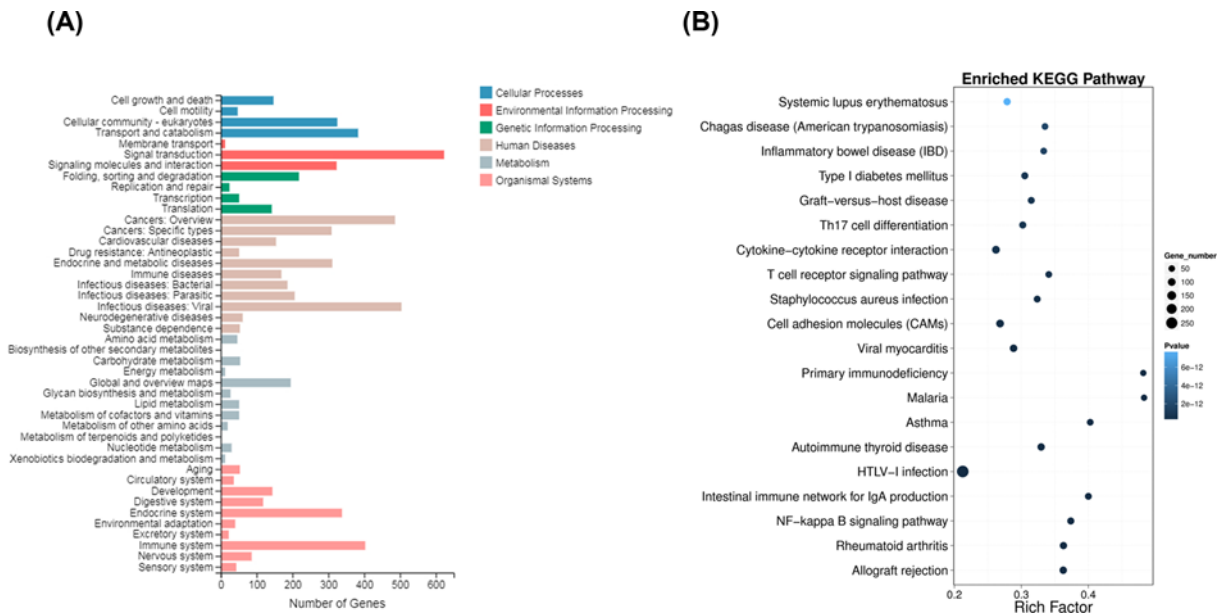 (A)
Cell growth and death
Cell motility
Cellular community - eukaryotes
Transport and catabolism
Membrane transport
Signal transduction
Signaling molecules and interaction
Folding, sorting and degradation
Replication and repair
Transcription
Translation
Cancers: Overview
Cancers: Specific types
Cardiovascular diseases
Drug resistance: Antineoplastic
Endocrine and metabolic diseases
Immune diseases
Infectious diseases: Bacterial
Infectious diseases: Parasitic
Infectious diseases: Viral
Neurodegenerative diseases
Substance dependence
Amino acid metabolism
Biosynthesis of other secondary metabolites
Carbohydrate metabolism
Energy metabolism
Global and overview maps
Glycan biosynthesis and metabolism
Lipid metabolism
Metabolism of cofactors and vitamins
Metabolism of other amino acids
Metabolism of terpenoids and polyketides
Nucleotide metabolism
Xenobiotics biodegradation and metabolism
Aging
Circulatory system
Development
Digestive system
Endocrine system
Environmental adaptation
Excretory system
Immune system
Nervous system
Sensory system
0 100 200 300 400 500 600
Number of Genes
Cellular Processes
Environmental Information Processing
Genetic Information Processing
Human Diseases
Metabolism
Organismal Systems
(B)
Enriched KEGG Pathway
Systemic lupus erythematosus
Chagas disease (American trypanosomiasis)
Inflammatory bowel disease (IBD)
Type I diabetes mellitus
Graft−versus−host disease
Th17 cell differentiation
Cytokine−cytokine receptor interaction
T cell receptor signaling pathway
Staphylococcus aureus infection
Cell adhesion molecules (CAMs)
Viral myocarditis
Primary immunodeficiency
Malaria
Asthma
Autoimmune thyroid disease
HTLV−I infection
Intestinal immune network for IgA production
NF−kappa B signaling pathway
Rheumatoid arthritis
Allograft rejection
0.2 0.3 0.4
Rich Factor
Gene_number
50
100
150
200
250
Pvalue
6e−12
4e−12
2e−12